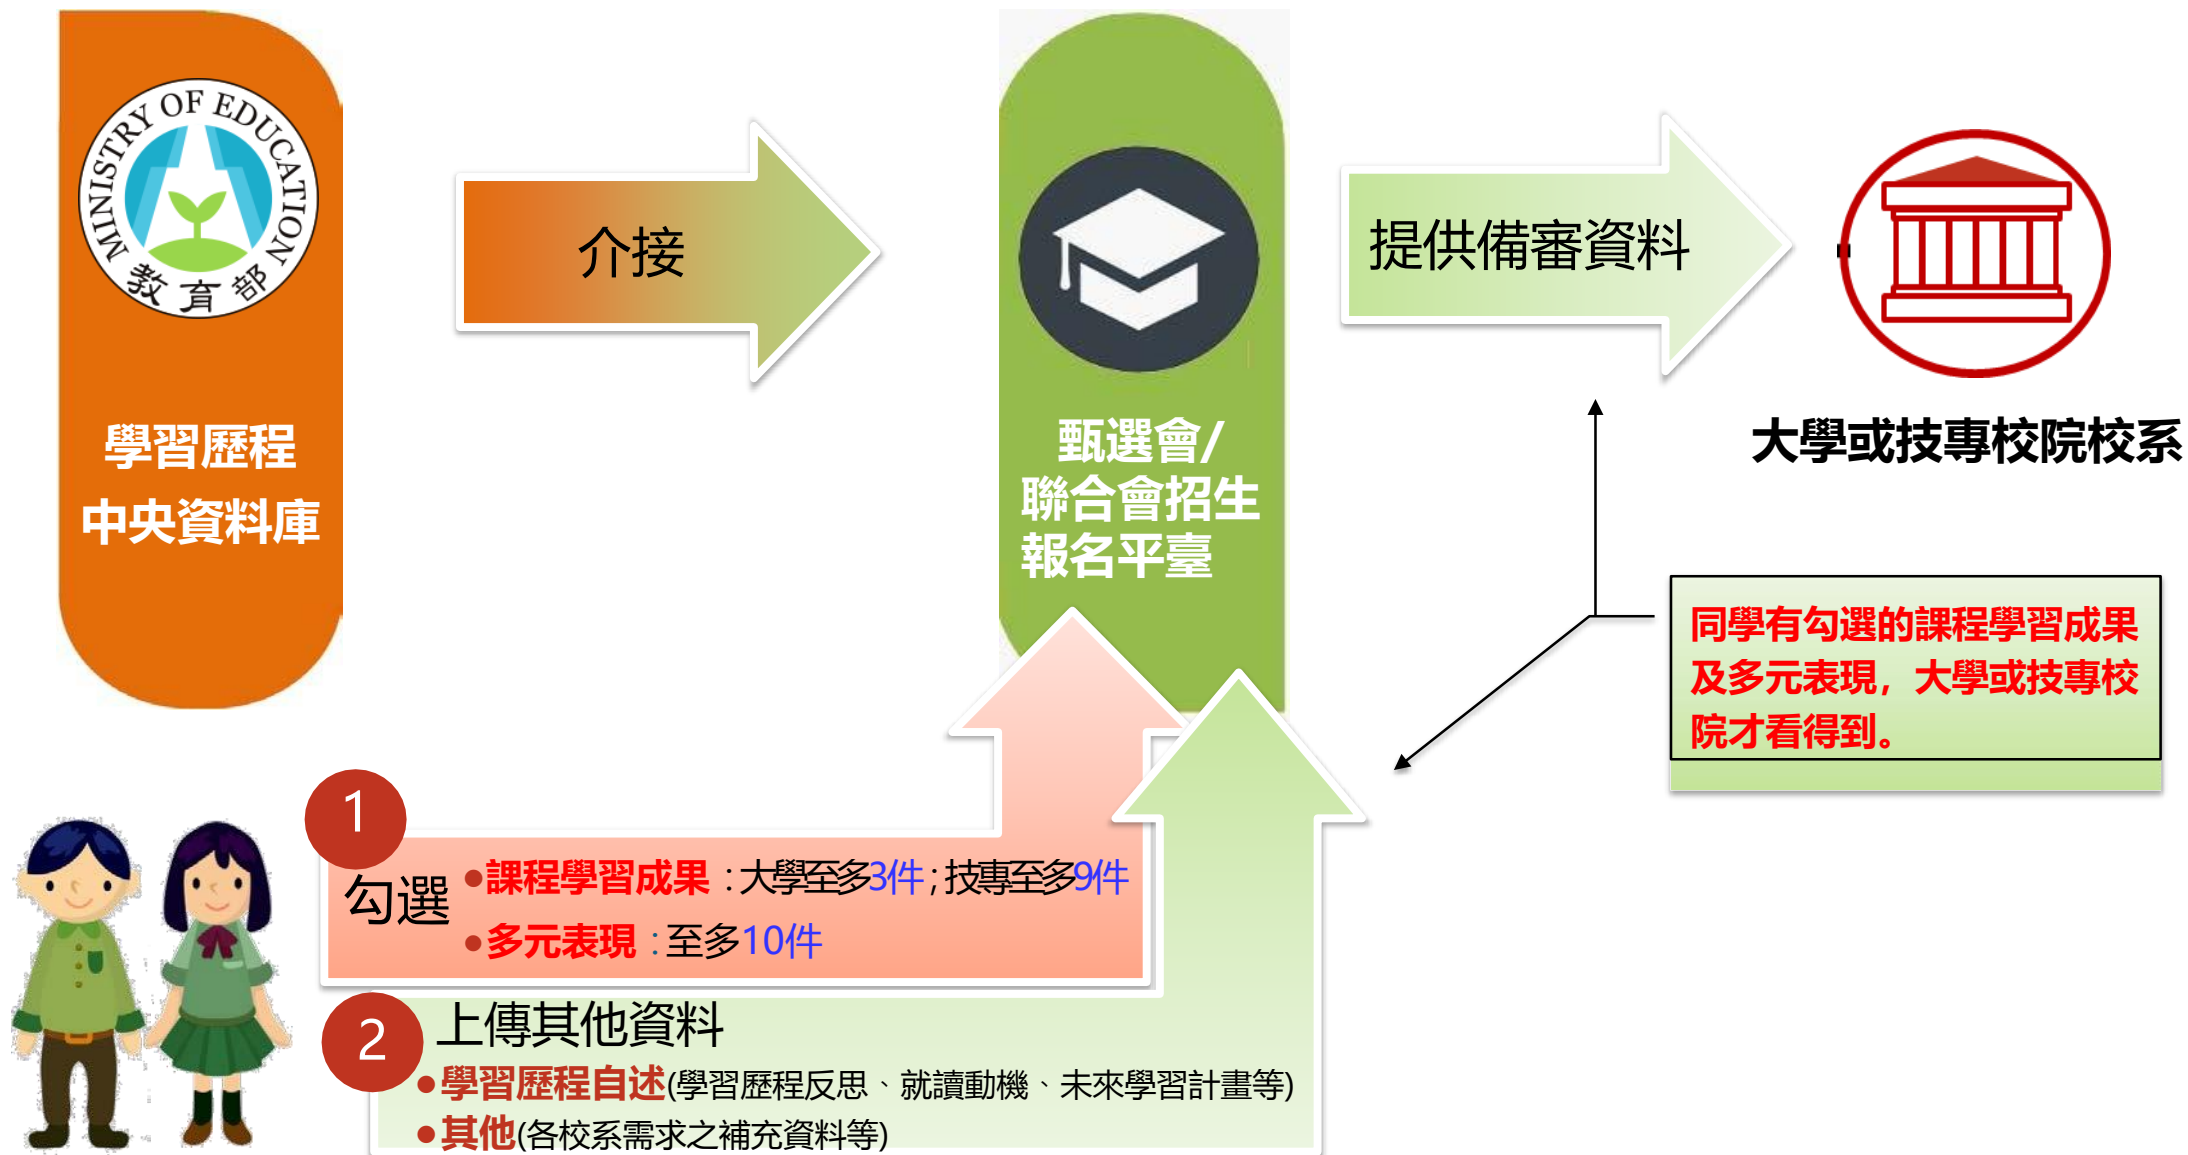 MINISTRY OF EDUCATION
教育部
學習歷程
中央資料庫
介接
甄選會/
聯合會招生
報名平臺
提供備審資料
大學或技專校院校系
同學有勾選的課程學習成果
及多元表現，大學或技專校
院才看得到。
1
勾選
●課程學習成果：大學至多3件；技專至多9件
●多元表現：至多10件
2
上傳其他資料
●學習歷程自述(學習歷程反思、就讀動機、未來學習計畫等)
●其他(各校系需求之補充資料等)